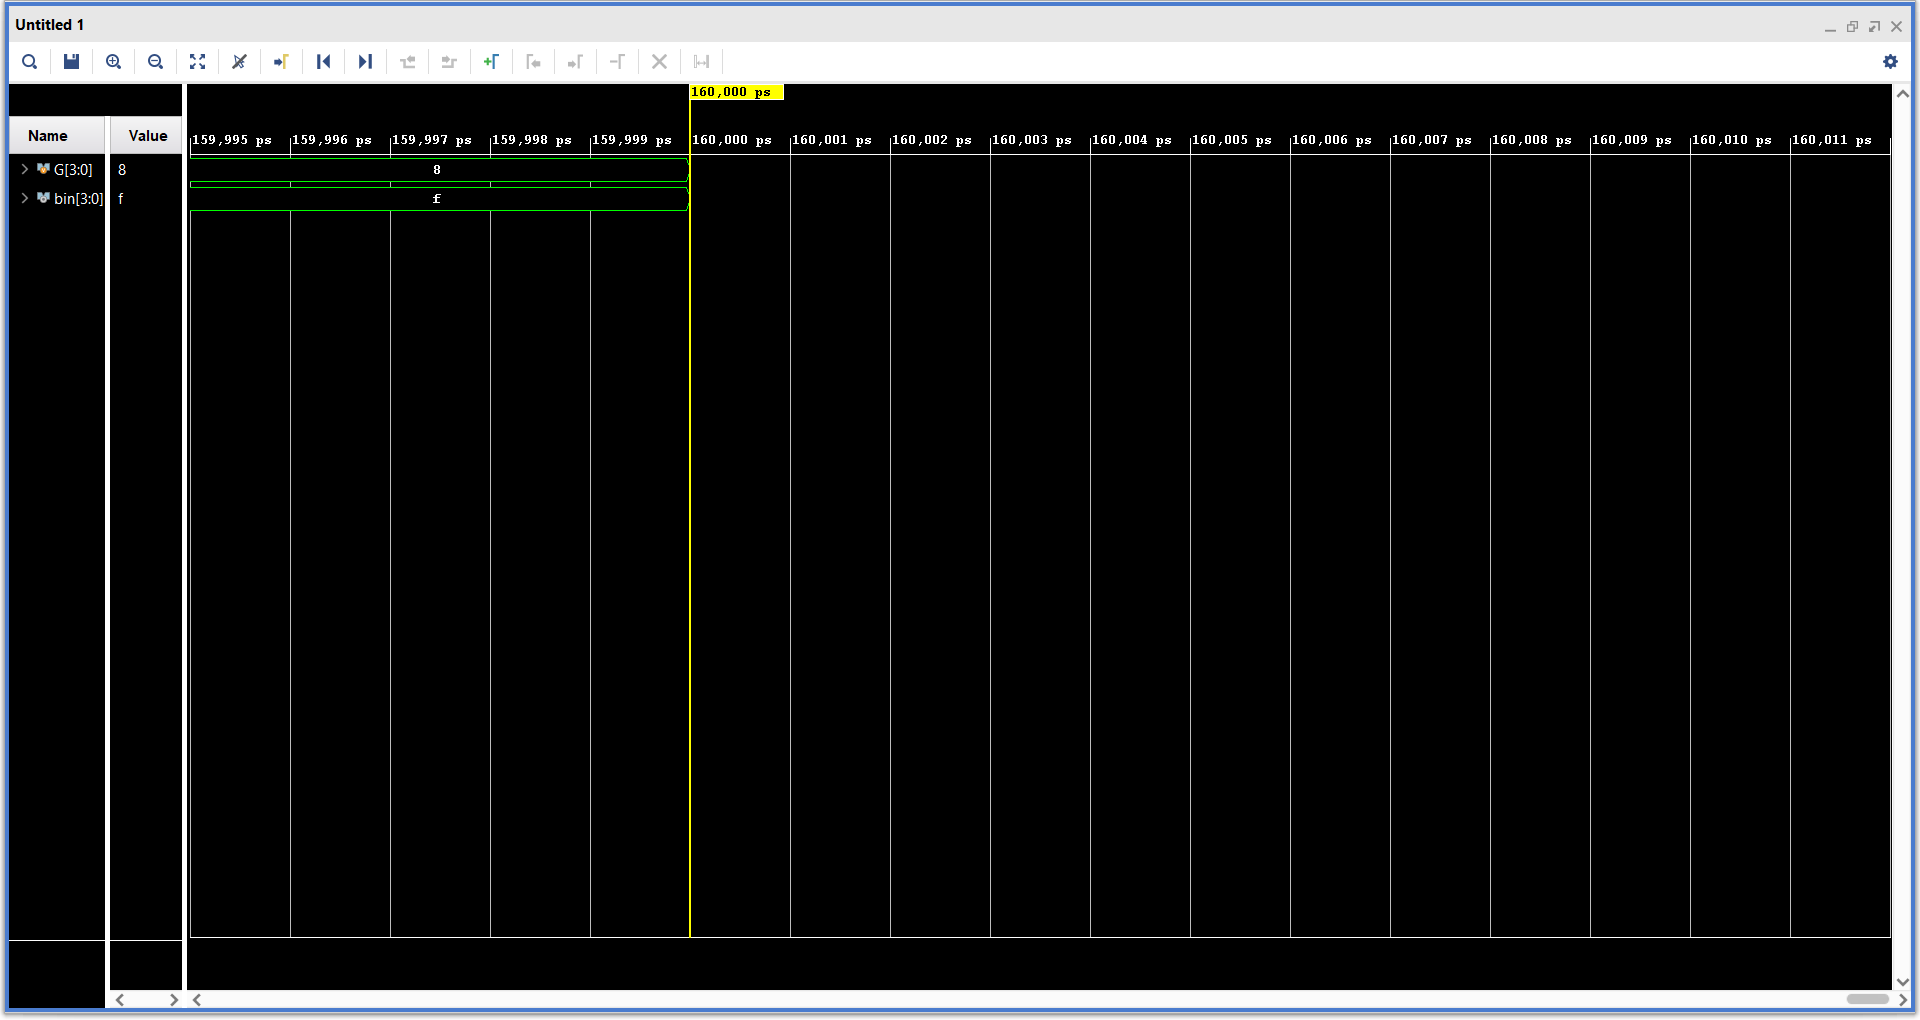 Untitled 1
160,000 ps
Name Value
159,995 ps 159,996 ps 159,997 ps 159,998 ps 159,999 ps 160,000 ps 160,001 ps 160,002 ps 160,003 ps 160,004 ps 160,005 ps 160,006 ps 160,007 ps 160,008 ps 160,009 ps 160,010 ps 160,011 ps
G[3:0] 8 8
bin[3:0] f f